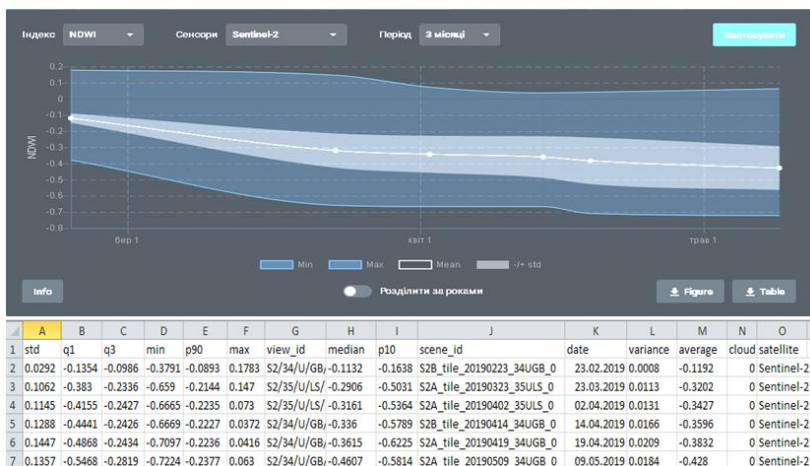 Індекс NDWI Сенсори Sentinel-2 Період 3 місяці Застосувати
0.2
0.1
0
-0.1
-0.2
-0.3
-0.4
-0.5
-0.6
-0.7
-0.8
NDWI
бер 1 квіт 1 трав 1
Min Max Mean -/+ std
Info Розділити за роками Figure Table
A B C D E F G H I J K L M N O
1 std q1 q3 min p90 max view_id median p10 scene_id date variance average cloud satellite
2 0.0292 -0.1354 -0.0986 -0.3791 -0.0893 0.1783 S2/34/U/GB/ -0.1132 -0.1638 S2B_tile_20190223_34UGB_0 23.02.2019 0.0008 -0.1192 0 Sentinel-2
3 0.1062 -0.383 -0.2336 -0.659 -0.2144 0.147 S2/35/U/LS/ -0.2906 -0.5031 S2A_tile_20190323_35ULS_0 23.03.2019 0.0113 -0.3202 0 Sentinel-2
4 0.1145 -0.4155 -0.2427 -0.6665 -0.2235 0.073 S2/35/U/LS/ -0.3161 -0.5364 S2A_tile_20190402_35ULS_0 02.04.2019 0.0131 -0.3427 0 Sentinel-2
5 0.1288 -0.4441 -0.2426 -0.6669 -0.2227 0.0372 S2/34/U/GB/ -0.336 -0.5789 S2B_tile_20190414_34UGB_0 14.04.2019 0.0166 -0.3596 0 Sentinel-2
6 0.1447 -0.4868 -0.2434 -0.7097 -0.2236 0.0416 S2/34/U/GB/ -0.3615 -0.6225 S2A_tile_20190419_34UGB_0 19.04.2019 0.0209 -0.3832 0 Sentinel-2
7 0.1357 -0.5468 -0.2819 -0.7224 -0.2377 0.063 S2/34/U/GB/ -0.4607 -0.5814 S2A_tile_20190509_34UGB_0 09.05.2019 0.0184 -0.428 0 Sentinel-2